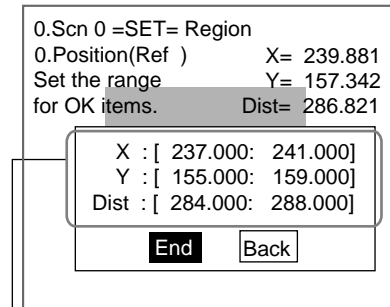 0.Scn 0 =SET= Region
0.Position(Ref ) X= 239.881
Set the range Y= 157.342
for OK items. Dist= 286.821
X :[ 237.000: 241.000]
Y :[ 155.000: 159.000]
Dist :[ 284.000: 288.000]
End Back